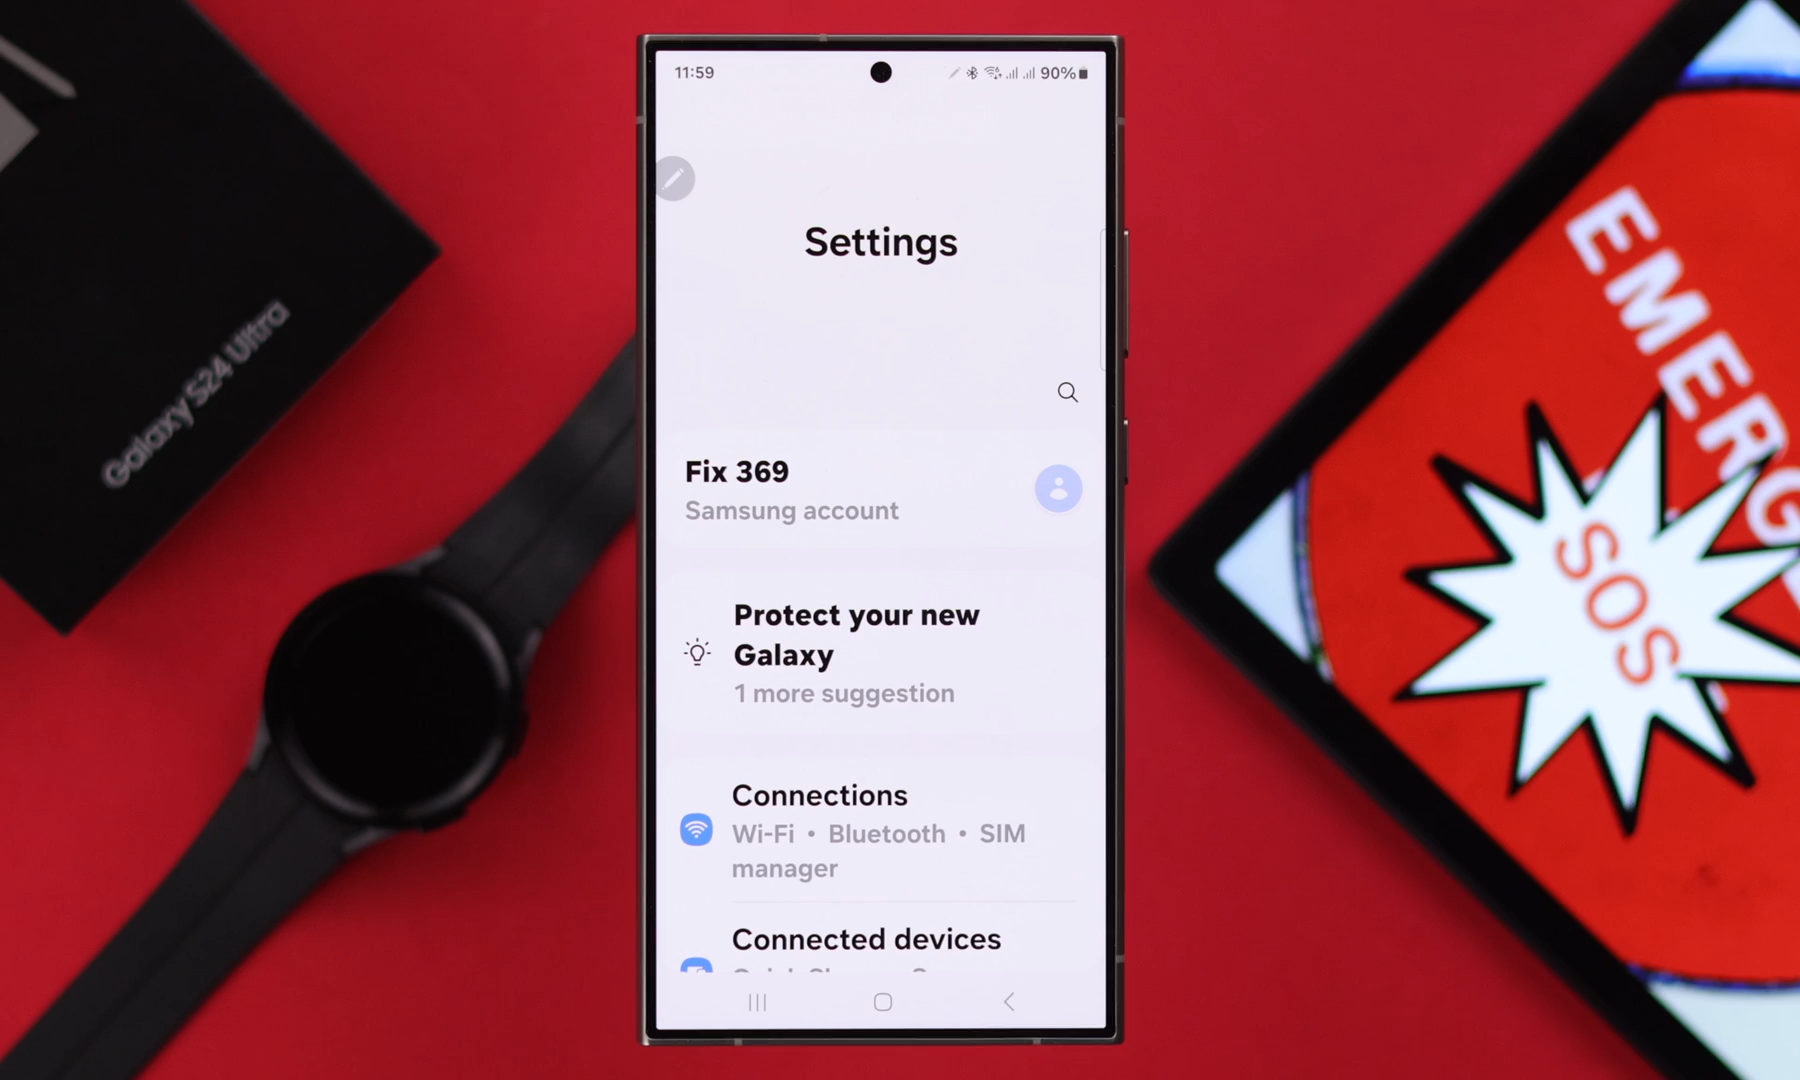 Galaxy S24 Ultra
11:59
90%
Settings
Fix 369
Samsung account
Protect your new
Galaxy
1 more suggestion
Connections
Wi-Fi • Bluetooth • SIM
manager
Connected devices
EMERG
SOS